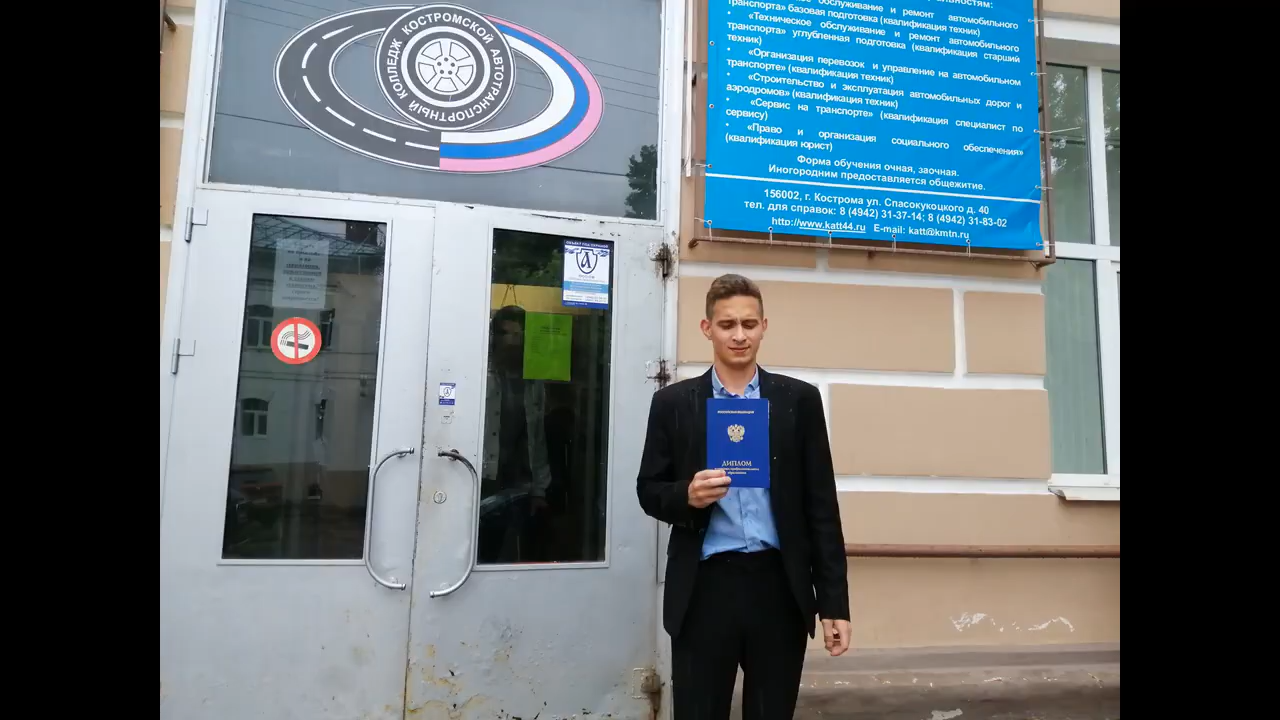 КОСТРОМСКОЙ АВТОТРАНСПОРТНЫЙ КОЛЛЕДЖ
обслуживание и ремонт автомобильного
транспорта» базовая подготовка (квалификация техник)
• «Техническое обслуживание и ремонт автомобильного
транспорта» углубленная подготовка (квалификация старший
техник)
• «Организация перевозок и управление на автомобильном
транспорте» (квалификация техник)
• «Строительство и эксплуатация автомобильных дорог и
аэродромов» (квалификация техник)
• «Сервис на транспорте» (квалификация специалист по
сервису)
• «Право и организация социального обеспечения»
(квалификация юрист)
Форма обучения очная, заочная.
Иногородним предоставляется общежитие.
156002, г. Кострома ул. Спасокукоцкого д. 40
тел. для справок: 8 (4942) 31-37-14; 8 (4942) 31-83-02
http://www.katt44.ru E-mail: katt@kmtn.ru
ДИПЛОМ